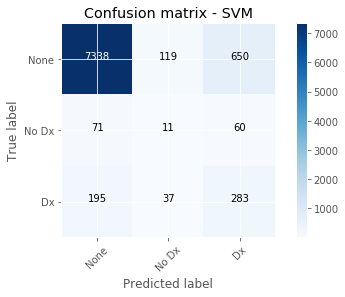 Confusion matrix - SVM
None 7338 119 650
No Dx 71 11 60
Dx 195 37 283
None No Dx Dx
True label
Predicted label
7000
6000
5000
4000
3000
2000
1000